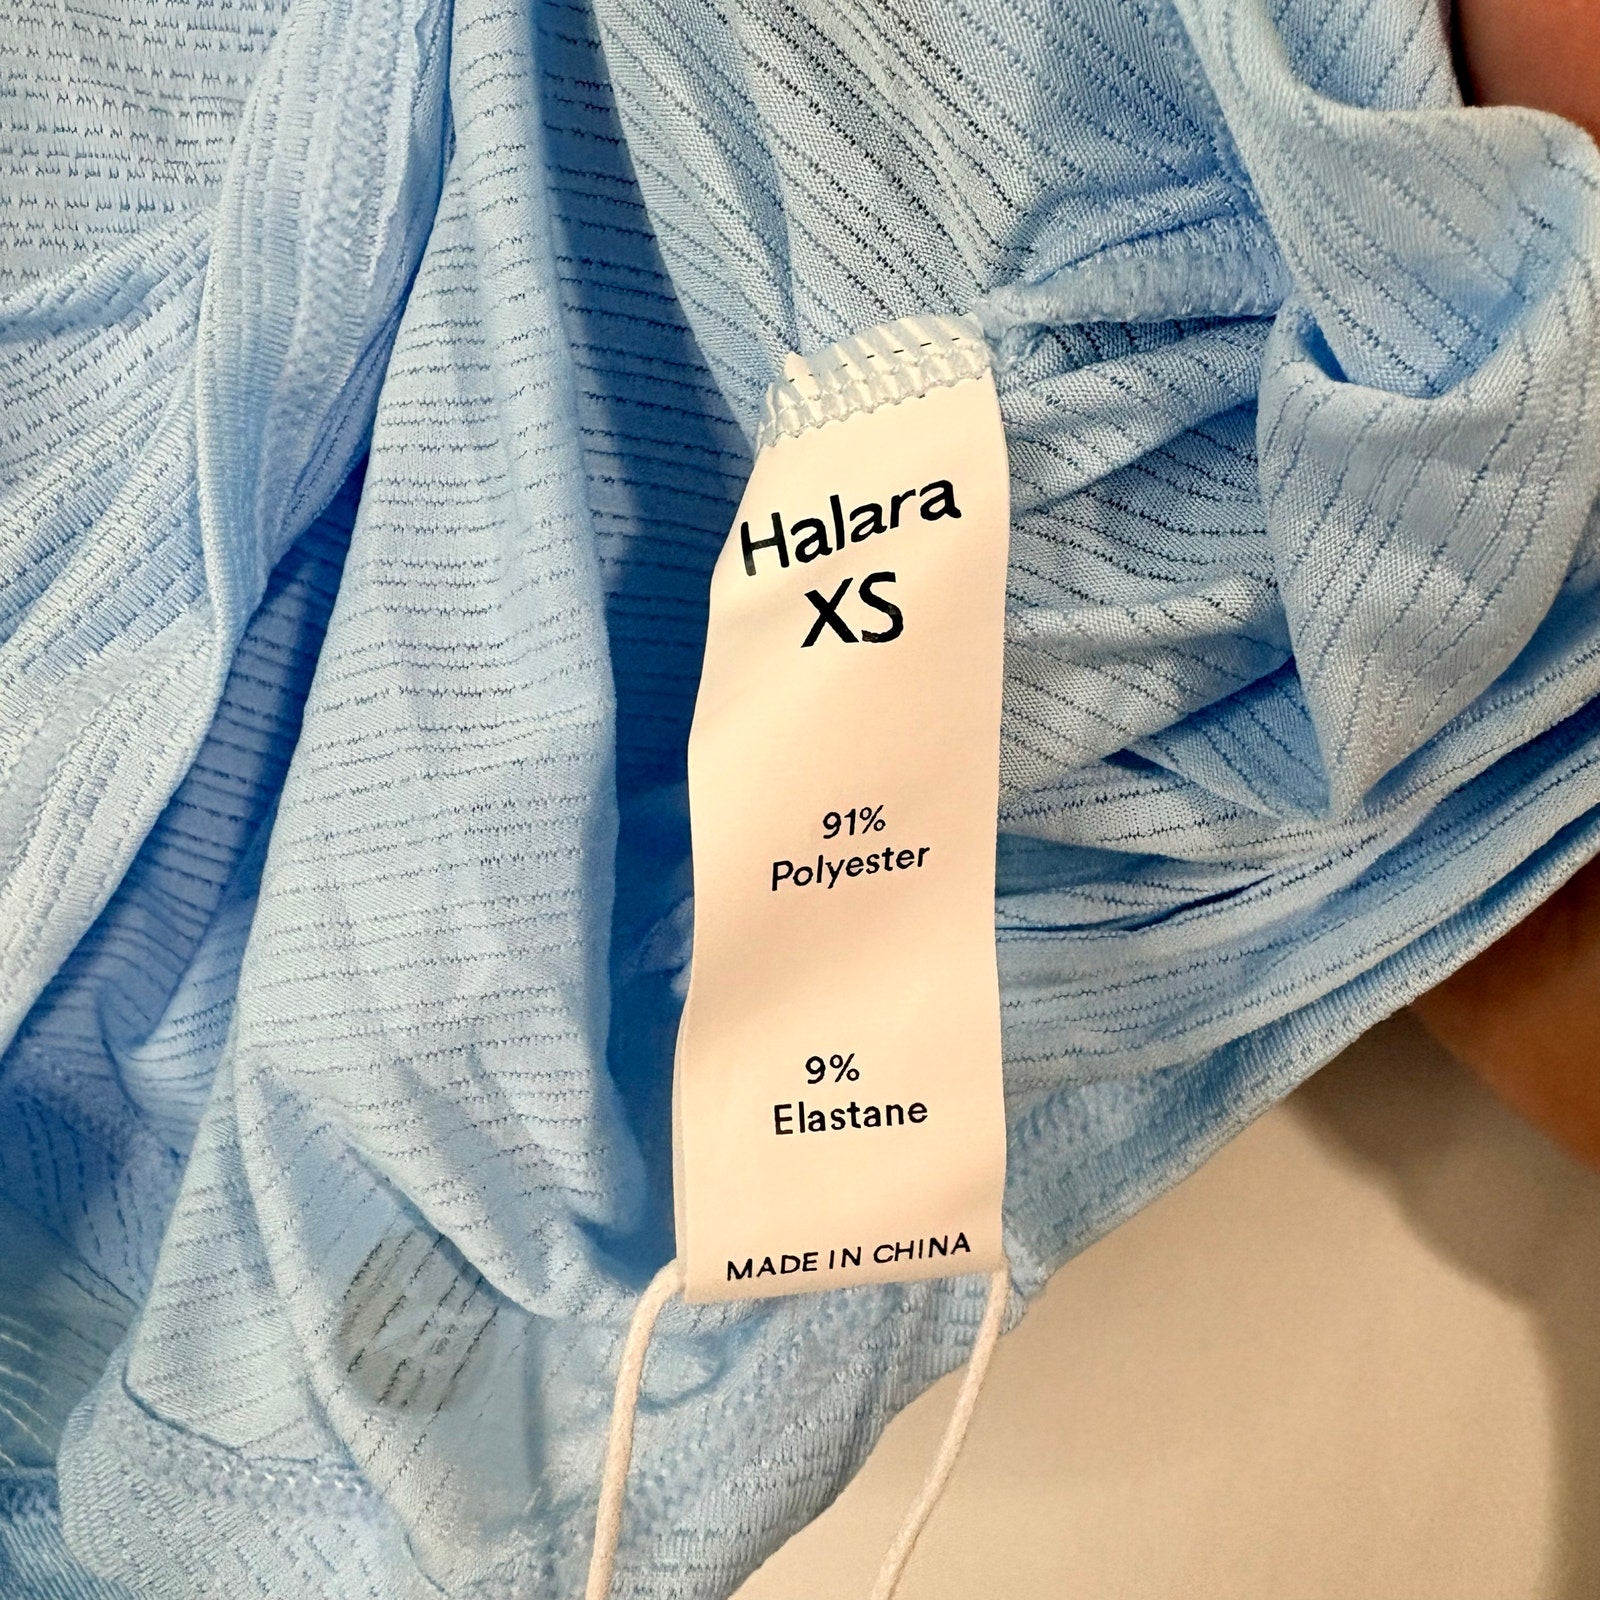 Halara
XS
91%
Polyester
9%
Elastane
MADE IN CHINA